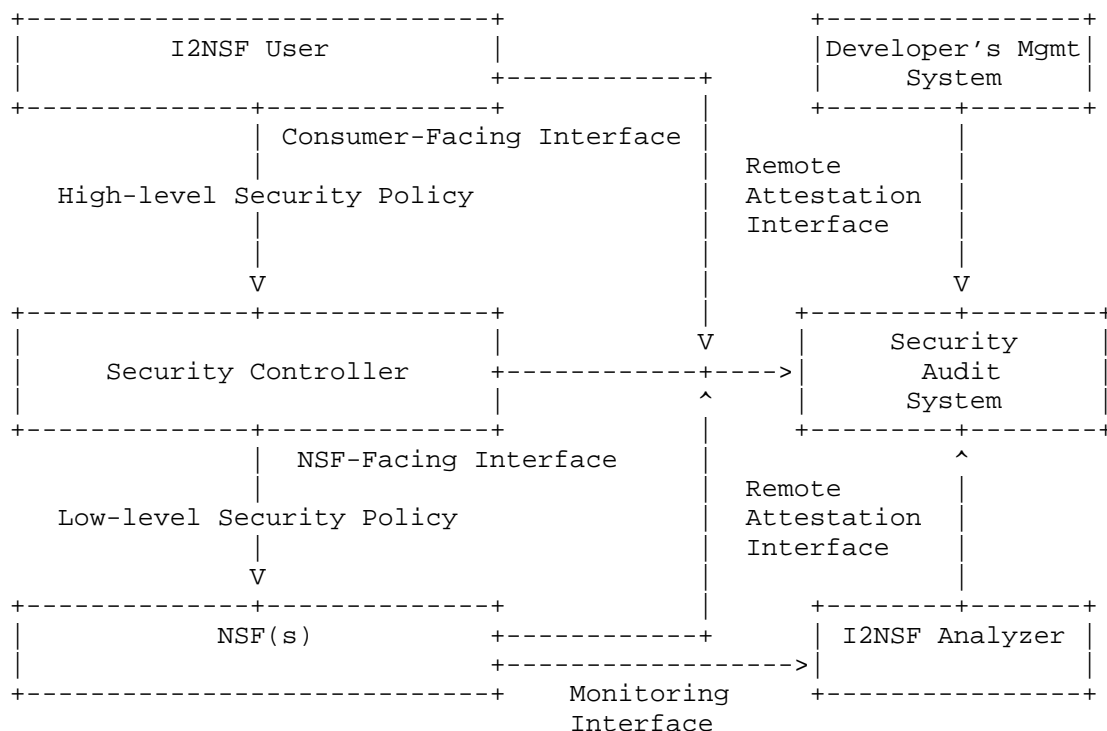 I2NSF User
Developer's Mgmt
System
Consumer-Facing Interface
Remote
High-level Security Policy
Attestation
Interface
V
V
Security
V
Security Controller
Audit
^
System
NSF-Facing Interface
^
Remote
Low-level Security Policy
Attestation
Interface
V
NSF(s)
I2NSF Analyzer
Monitoring
Interface